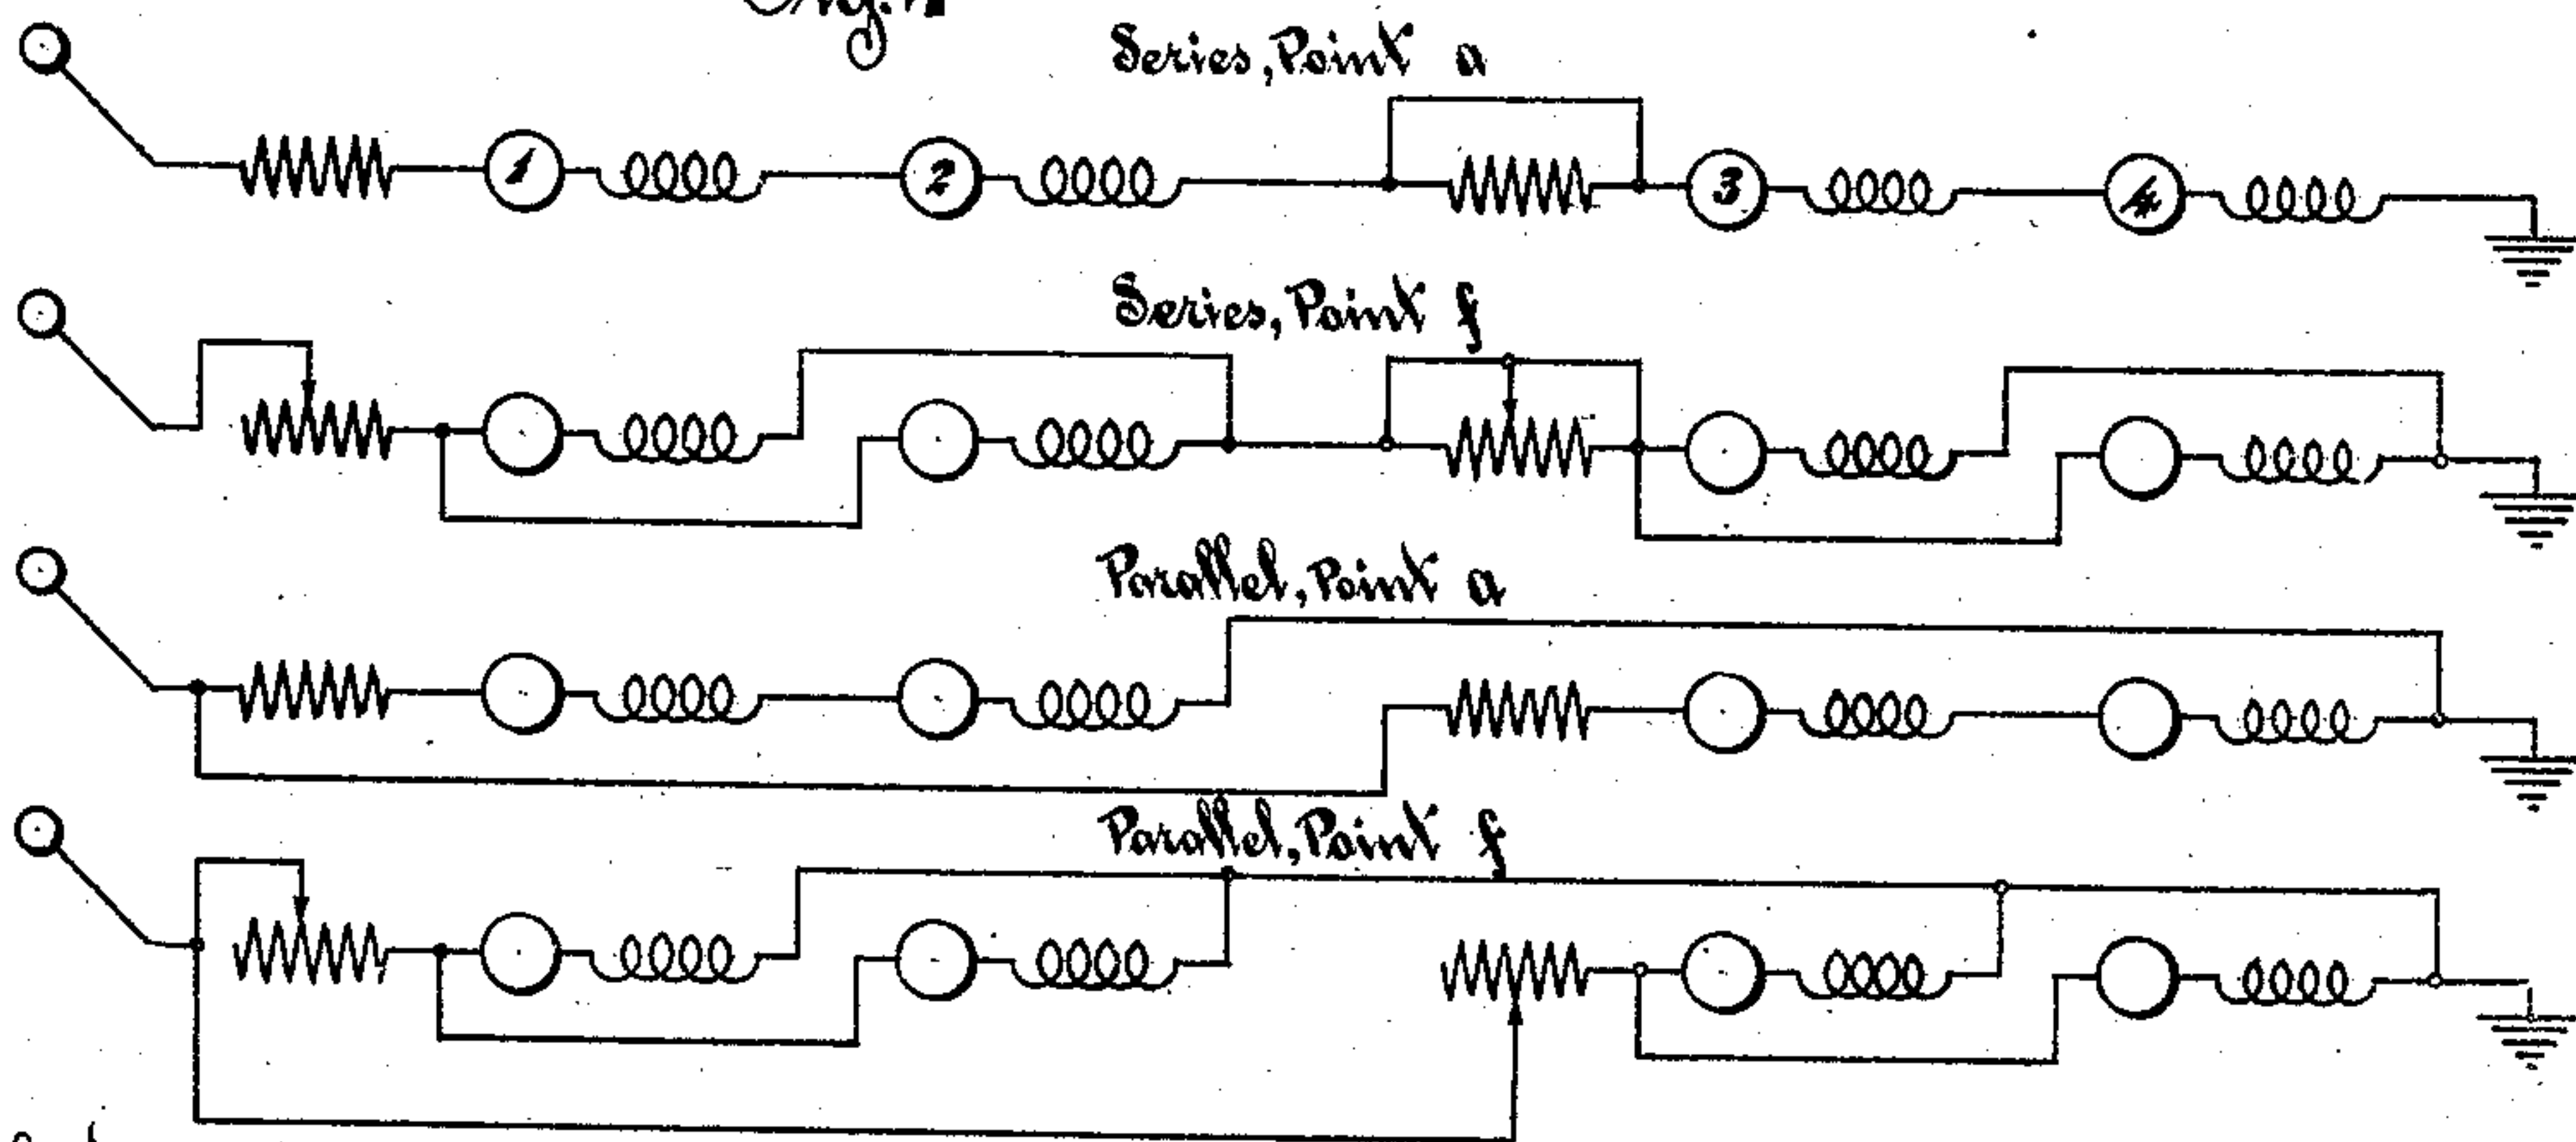 Series, Point a
1 2 3 4
Series, Point f
Parallel, Point a
Parallel, Point f